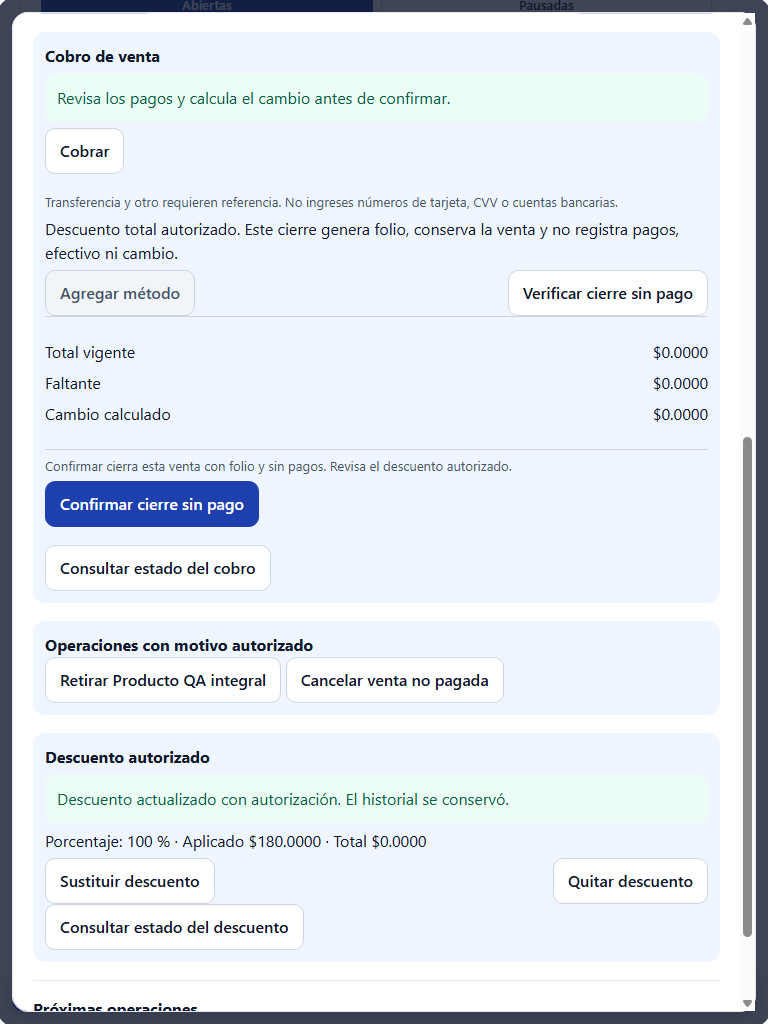 Abiertas Pausadas
Cobro de venta
Revisa los pagos y calcula el cambio antes de confirmar.
Cobrar
Transferencia y otro requieren referencia. No ingreses números de tarjeta, CVV o cuentas bancarias.
Descuento total autorizado. Este cierre genera folio, conserva la venta y no registra pagos,
efectivo ni cambio.
Agregar método Verificar cierre sin pago
Total vigente $0.0000
Faltante $0.0000
Cambio calculado $0.0000
Confirmar cierra esta venta con folio y sin pagos. Revisa el descuento autorizado.
Confirmar cierre sin pago
Consultar estado del cobro
Operaciones con motivo autorizado
Retirar Producto QA integral Cancelar venta no pagada
Descuento autorizado
Descuento actualizado con autorización. El historial se conservó.
Porcentaje: 100 % · Aplicado $180.0000 · Total $0.0000
Sustituir descuento Quitar descuento
Consultar estado del descuento
Próximas operaciones